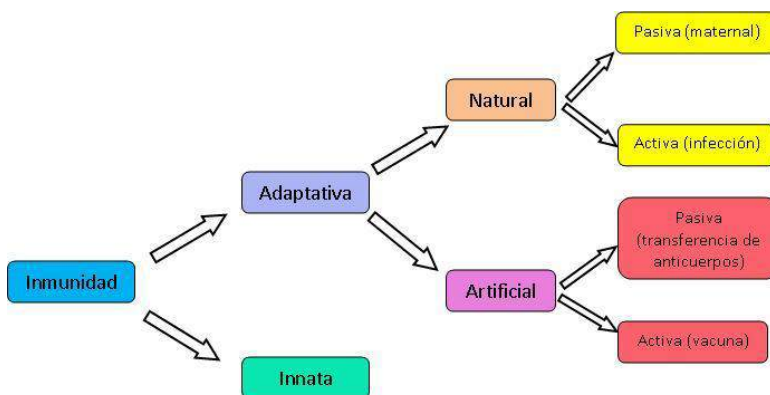 Pasiva (maternal)
Natural
Activa (infección)
Adaptativa
Pasiva
(transferencia de
anticuerpos)
Inmunidad
Artificial
Activa (vacuna)
Innata